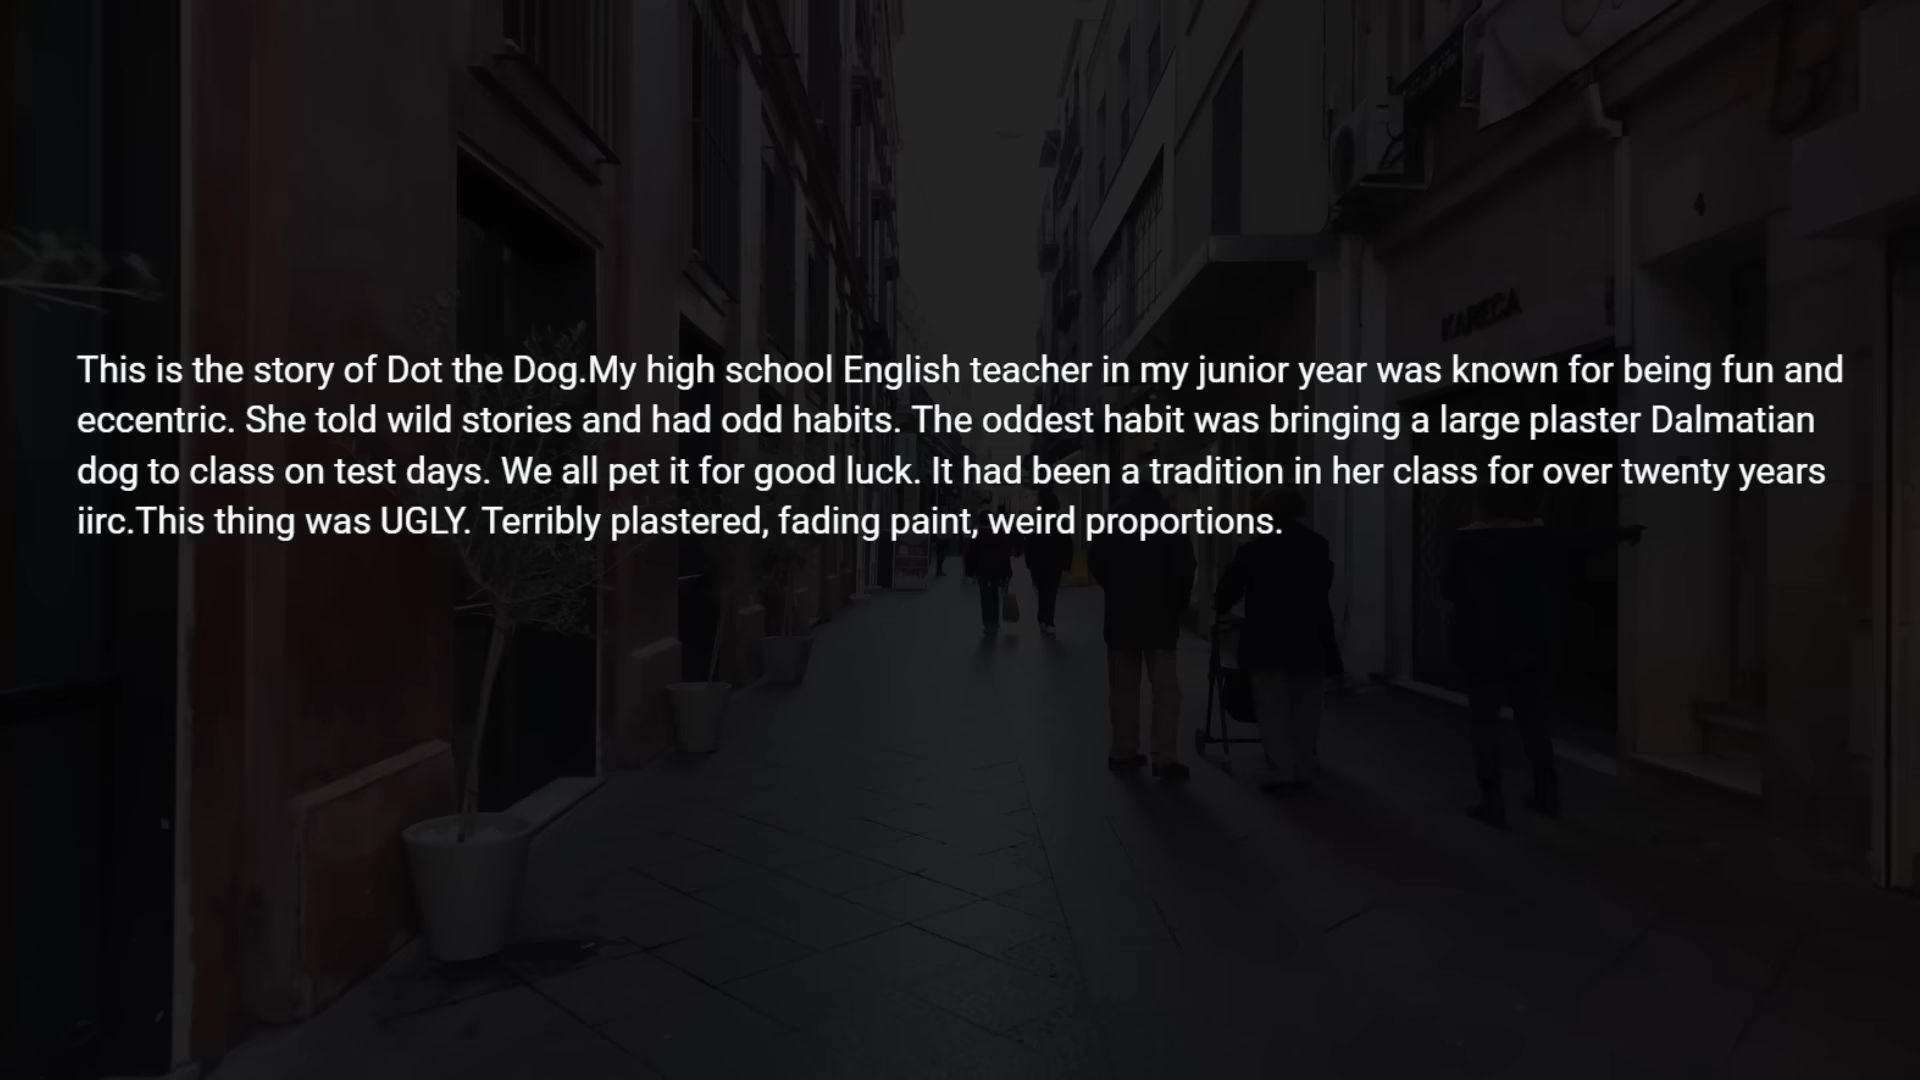 This is the story of Dot the Dog.My high school English teacher in my junior year was known for being fun and
eccentric. She told wild stories and had odd habits. The oddest habit was bringing a large plaster Dalmatian
dog to class on test days. We all pet it for good luck. It had been a tradition in her class for over twenty years
iirc.This thing was UGLY. Terribly plastered, fading paint, weird proportions.